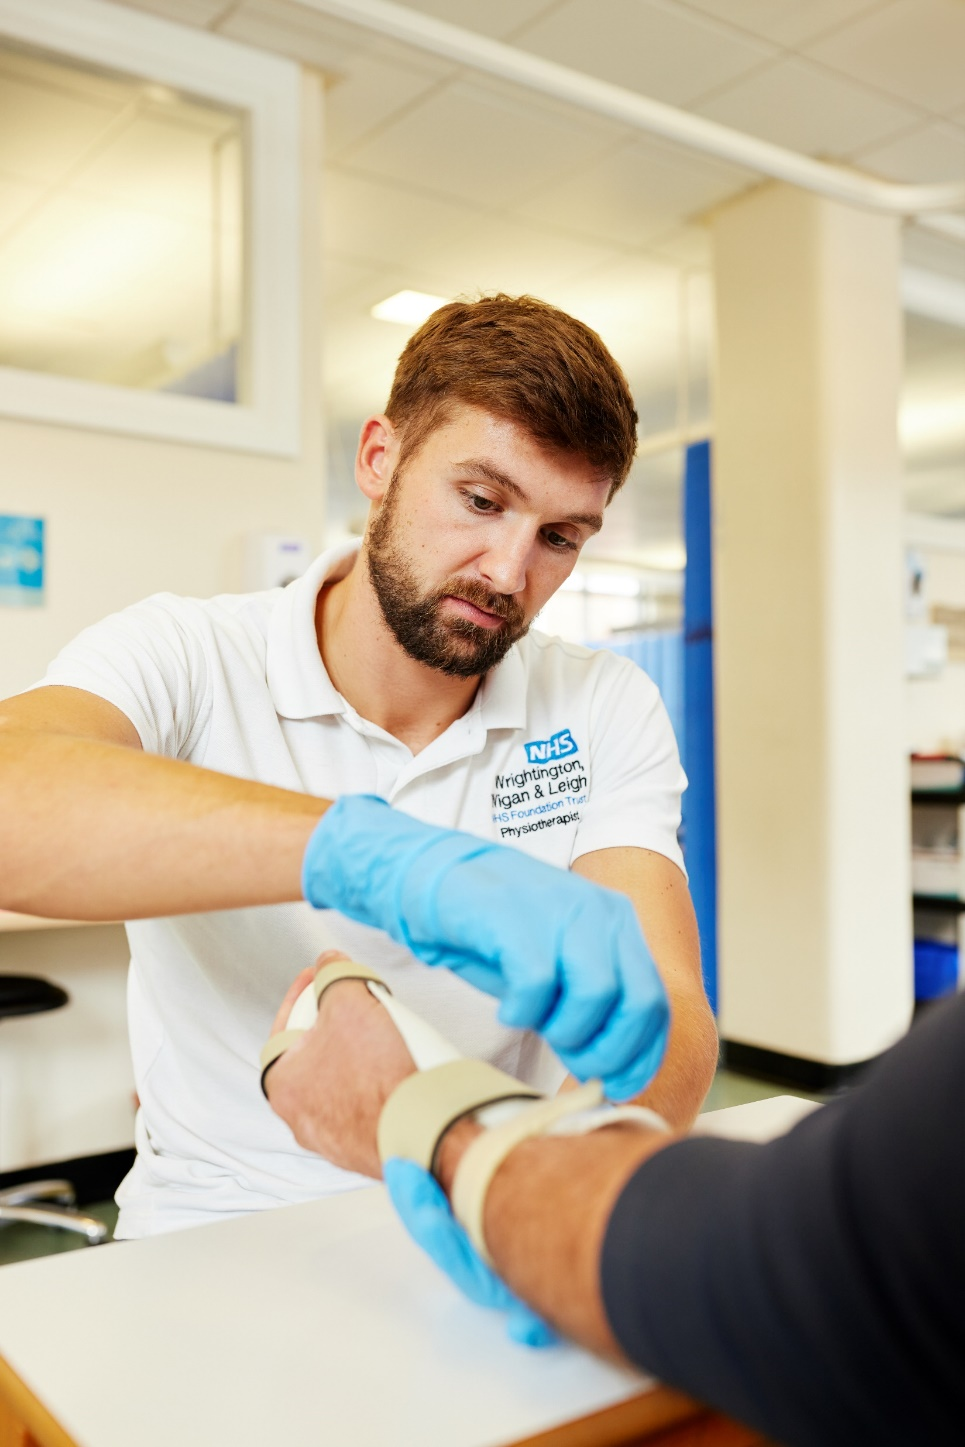 NHS
Wrightington,
Wigan & Leigh
NHS Foundation Trust
Physiotherapist